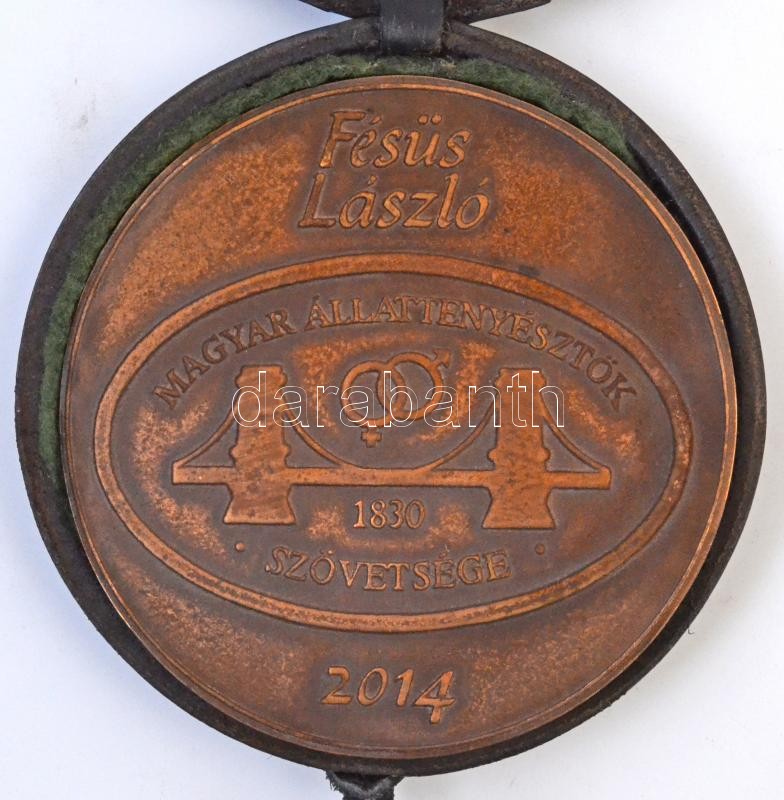 Fésüs
László
MAGYAR ÁLLATTENYÉSZTŐK
darabanth
1830
· SZÖVETSÉGE ·
2014